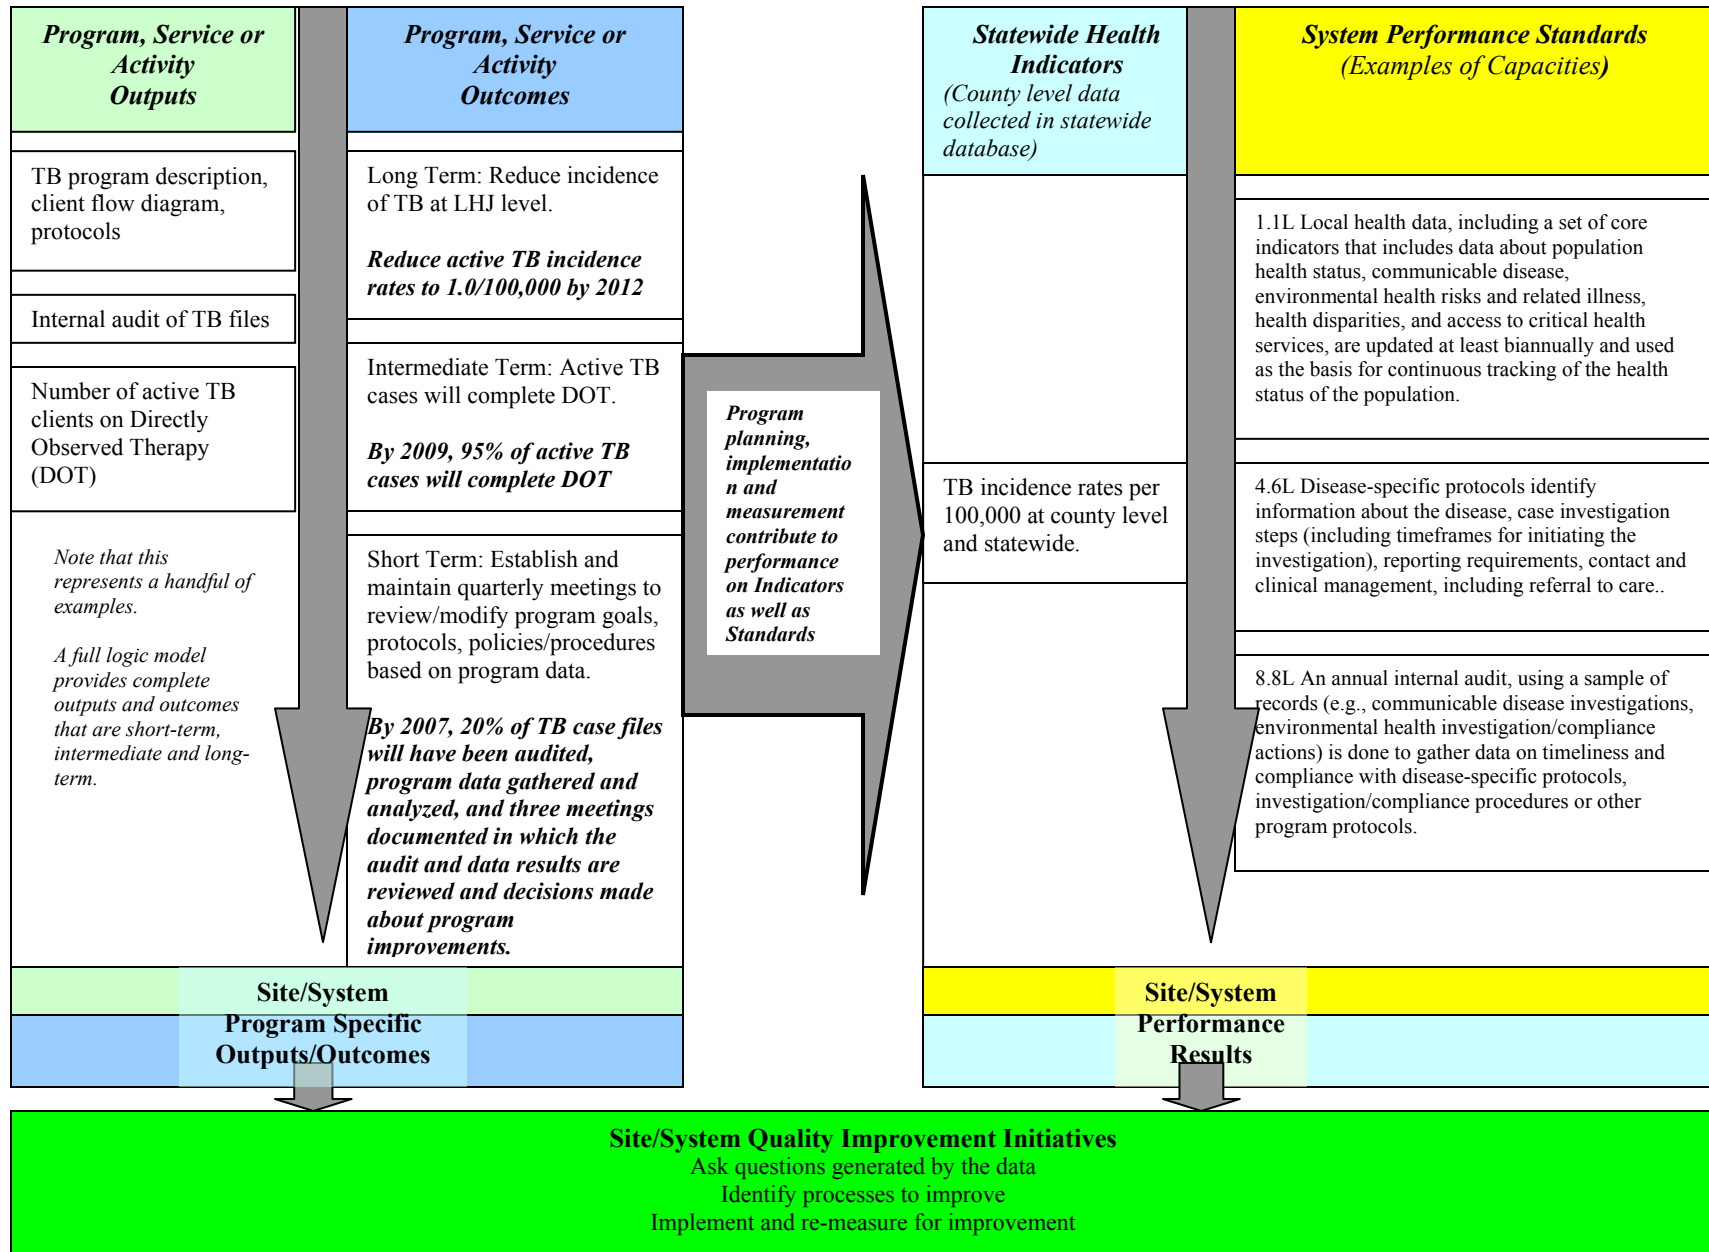 Program, Service or
Activity
Outputs
TB program description,
client flow diagram,
protocols
Internal audit of TB files
Number of active TB
clients on Directly
Observed Therapy
(DOT)
Note that this
represents a handful of
examples.
A full logic model
provides complete
outputs and outcomes
that are short-term,
intermediate and long-
term.
Program, Service or
Activity
Outcomes
Long Term: Reduce incidence
of TB at LHJ level.
Reduce active TB incidence
rates to 1.0/100,000 by 2012
Intermediate Term: Active TB
cases will complete DOT.
By 2009, 95% of active TB
cases will complete DOT
Short Term: Establish and
maintain quarterly meetings to
review/modify program goals,
protocols, policies/procedures
based on program data.
By 2007, 20% of TB case files
will have been audited,
program data gathered and
analyzed, and three meetings
documented in which the
audit and data results are
reviewed and decisions made
about program
improvements.
Program
planning,
implementatio
n and
measurement
contribute to
performance
on Indicators
as well as
Standards
Statewide Health
Indicators
(County level data
collected in statewide
database)
TB incidence rates per
100,000 at county level
and statewide.
System Performance Standards
(Examples of Capacities)
1.1L Local health data, including a set of core
indicators that includes data about population
health status, communicable disease,
environmental health risks and related illness,
health disparities, and access to critical health
services, are updated at least biannually and used
as the basis for continuous tracking of the health
status of the population.
4.6L Disease-specific protocols identify
information about the disease, case investigation
steps (including timeframes for initiating the
investigation), reporting requirements, contact and
clinical management, including referral to care..
8.8L An annual internal audit, using a sample of
records (e.g., communicable disease investigations,
environmental health investigation/compliance
actions) is done to gather data on timeliness and
compliance with disease-specific protocols,
investigation/compliance procedures or other
program protocols.
Site/System
Program Specific
Outputs/Outcomes
Site/System
Performance
Results
Site/System Quality Improvement Initiatives
Ask questions generated by the data
Identify processes to improve
Implement and re-measure for improvement